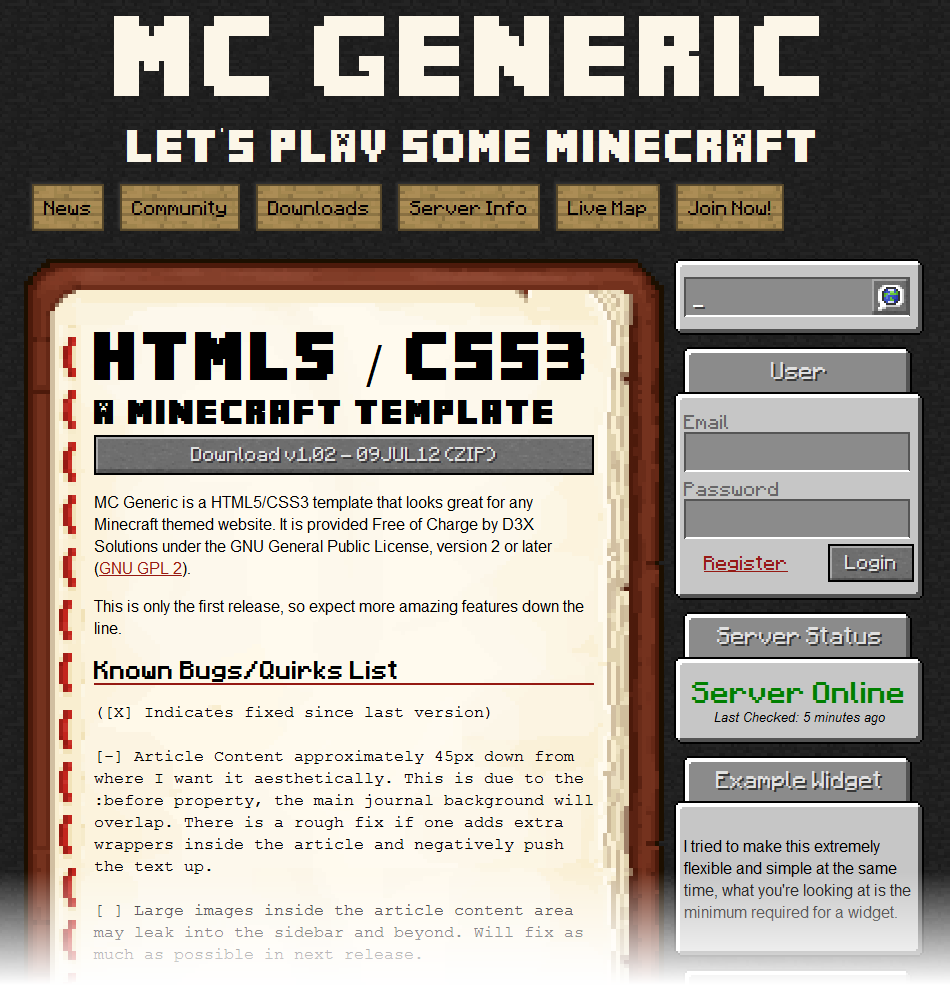 MC GENERIC
LET'S PLAY SOME MINECRAFT
News Community Downloads Server Info Live Map Join Now!
HTML5 / CSS3
A MINECRAFT TEMPLATE
Download v1.02 – 09JUL12 (ZIP)
MC Generic is a HTML5/CSS3 template that looks great for any
Minecraft themed website. It is provided Free of Charge by D3X
Solutions under the GNU General Public License, version 2 or later
(GNU GPL 2).
This is only the first release, so expect more amazing features down the
line.
Known Bugs/Quirks List
([X] Indicates fixed since last version)
[-] Article Content approximately 45px down from
where I want it aesthetically. This is due to the
:before property, the main journal background will
overlap. There is a rough fix if one adds extra
wrappers inside the article and negatively push
the text up.
[ ] Large images inside the article content area
may leak into the sidebar and beyond. Will fix as
much as possible in next release.
_
User
Email
Password
Register Login
Server Status
Server Online
Last Checked: 5 minutes ago
Example Widget
I tried to make this extremely
flexible and simple at the same
time, what you're looking at is the
minimum required for a widget.